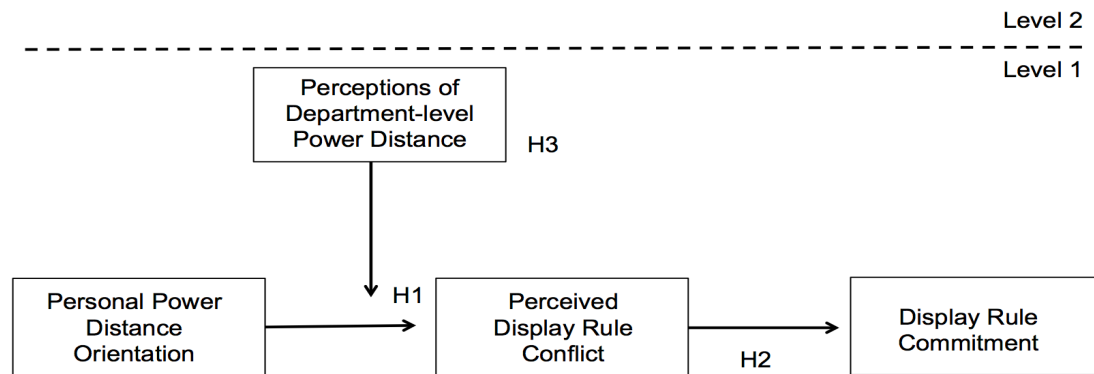 Level 2
Level 1
Perceptions of
Department-level
Power Distance
H3
H1
Personal Power
Distance
Orientation
Perceived
Display Rule
Conflict
H2
Display Rule
Commitment